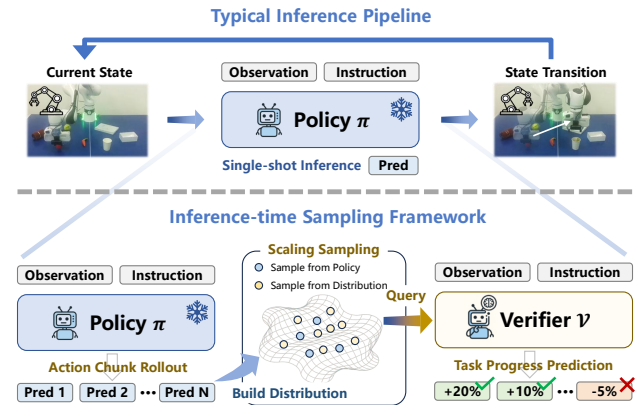 Typical Inference Pipeline
Current State
Observation Instruction
State Transition
Policy π
Single-shot Inference Pred
Inference-time Sampling Framework
Scaling Sampling
Sample from Policy
Sample from Distribution
Observation Instruction
Query
Observation Instruction
Policy π
Verifier 𝒱
Action Chunk Rollout
Task Progress Prediction
Pred 1 Pred 2 ••• Pred N
Build Distribution
+20% +10% ••• -5%